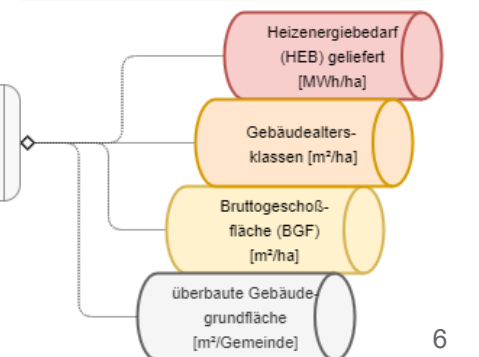 Heizenergiebedarf
(HEB) geliefert
[MWh/ha]
Gebäudealters-
klassen [m²/ha]
Bruttogeschoß-
fläche (BGF)
[m²/ha]
überbaute Gebäude-
grundfläche
[m²/Gemeinde]
6